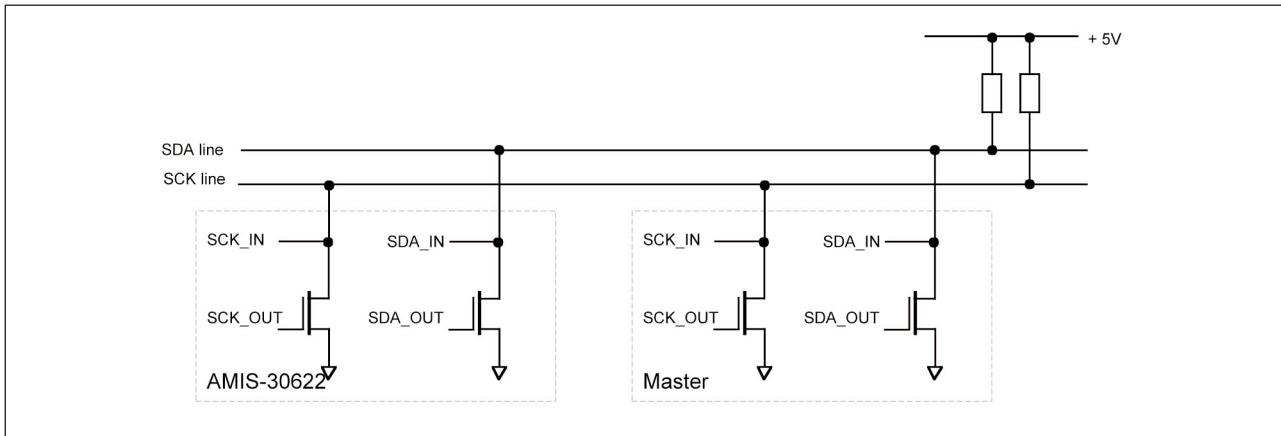 + 5V
SDA line
SCK line
SCK_IN
SDA_IN
SCK_OUT
SDA_OUT
AMIS-30622
SCK_IN
SDA_IN
SCK_OUT
SDA_OUT
Master